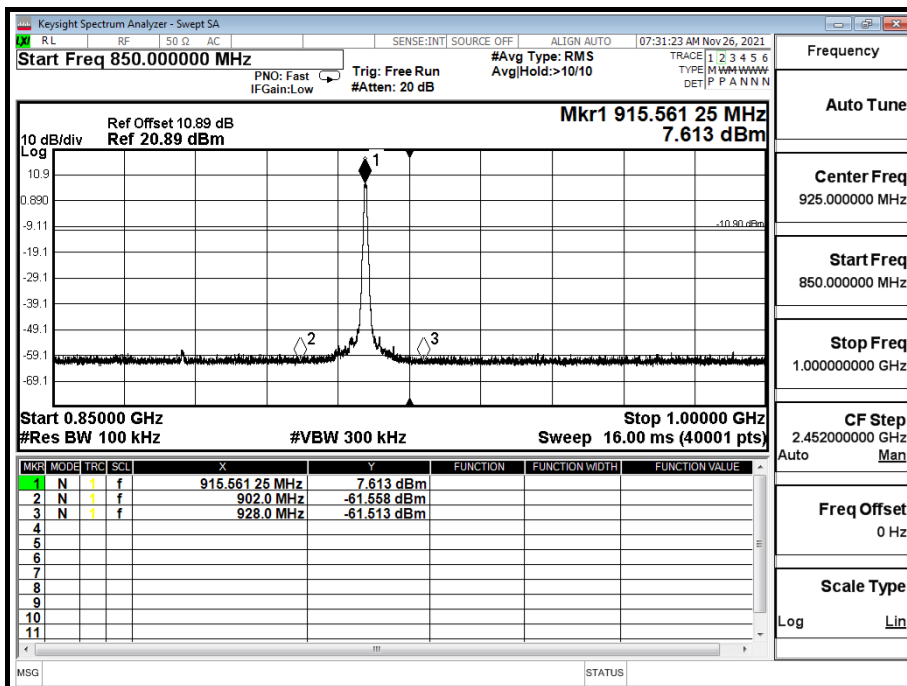 Keysight Spectrum Analyzer - Swept SA
LXI RL RF 50 Ω AC SENSE:INT SOURCE OFF ALIGN AUTO 07:31:23 AM Nov 26, 2021
Start Freq 850.000000 MHz
PNO: Fast
IFGain:Low
Trig: Free Run
#Atten: 20 dB
#Avg Type: RMS
Avg|Hold:>10/10
TRACE 1 2 3 4 5 6
TYPE M WM WWWW
DET P P A N N N
Frequency
Auto Tune
Center Freq
925.000000 MHz
Start Freq
850.000000 MHz
Stop Freq
1.000000000 GHz
CF Step
2.452000000 GHz
Auto Man
Freq Offset
0 Hz
Scale Type
Log Lin
Mkr1 915.561 25 MHz
7.613 dBm
Ref Offset 10.89 dB
10 dB/div Ref 20.89 dBm
Log
10.9
0.890
-9.11
-19.1
-29.1
-39.1
-49.1
-59.1
-69.1
1
2
3
-10.90 dBm
Start 0.85000 GHz Stop 1.00000 GHz
#Res BW 100 kHz #VBW 300 kHz Sweep 16.00 ms (40001 pts)
MKR MODE TRC SCL X Y FUNCTION FUNCTION WIDTH FUNCTION VALUE
1 N 1 f 915.561 25 MHz 7.613 dBm
2 N 1 f 902.0 MHz -61.558 dBm
3 N 1 f 928.0 MHz -61.513 dBm
4
5
6
7
8
9
10
11
MSG STATUS